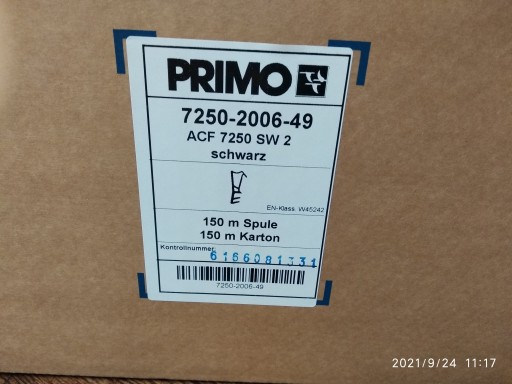 PRIMO
7250-2006-49
ACF 7250 SW 2
schwarz
EN-Klass. W45242
150 m Spule
150 m Karton
Kontrollnummer
6166081331
7250-2006-49
2021/9/24 11:17